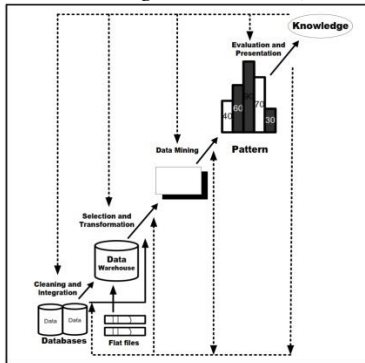 Knowledge
Evaluation and
Presentation
40
60
90
70
30
Pattern
Data Mining
Selection and
Transformation
Data
Warehouse
Cleaning and
Integration
Data
Data
Databases
Flat files